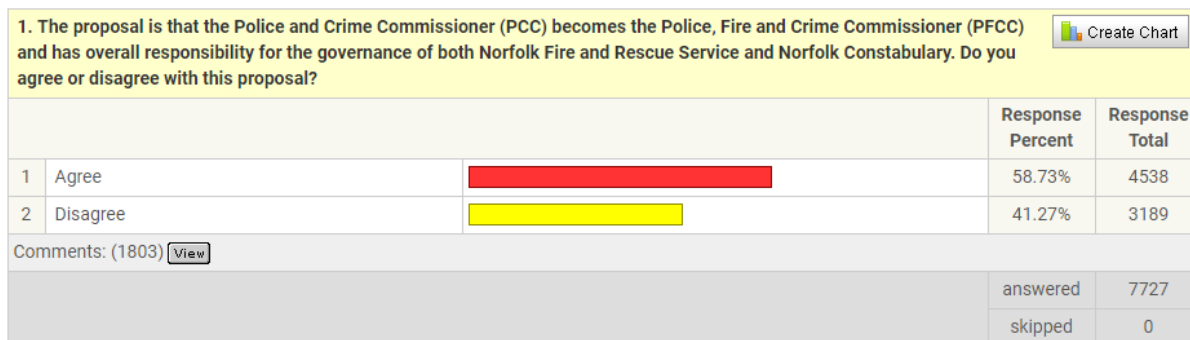 1. The proposal is that the Police and Crime Commissioner (PCC) becomes the Police, Fire and Crime Commissioner (PFCC)
and has overall responsibility for the governance of both Norfolk Fire and Rescue Service and Norfolk Constabulary. Do you
agree or disagree with this proposal?
Create Chart
Response Percent
Response Total
1 Agree 58.73% 4538
2 Disagree 41.27% 3189
Comments: (1803) View
answered 7727
skipped 0